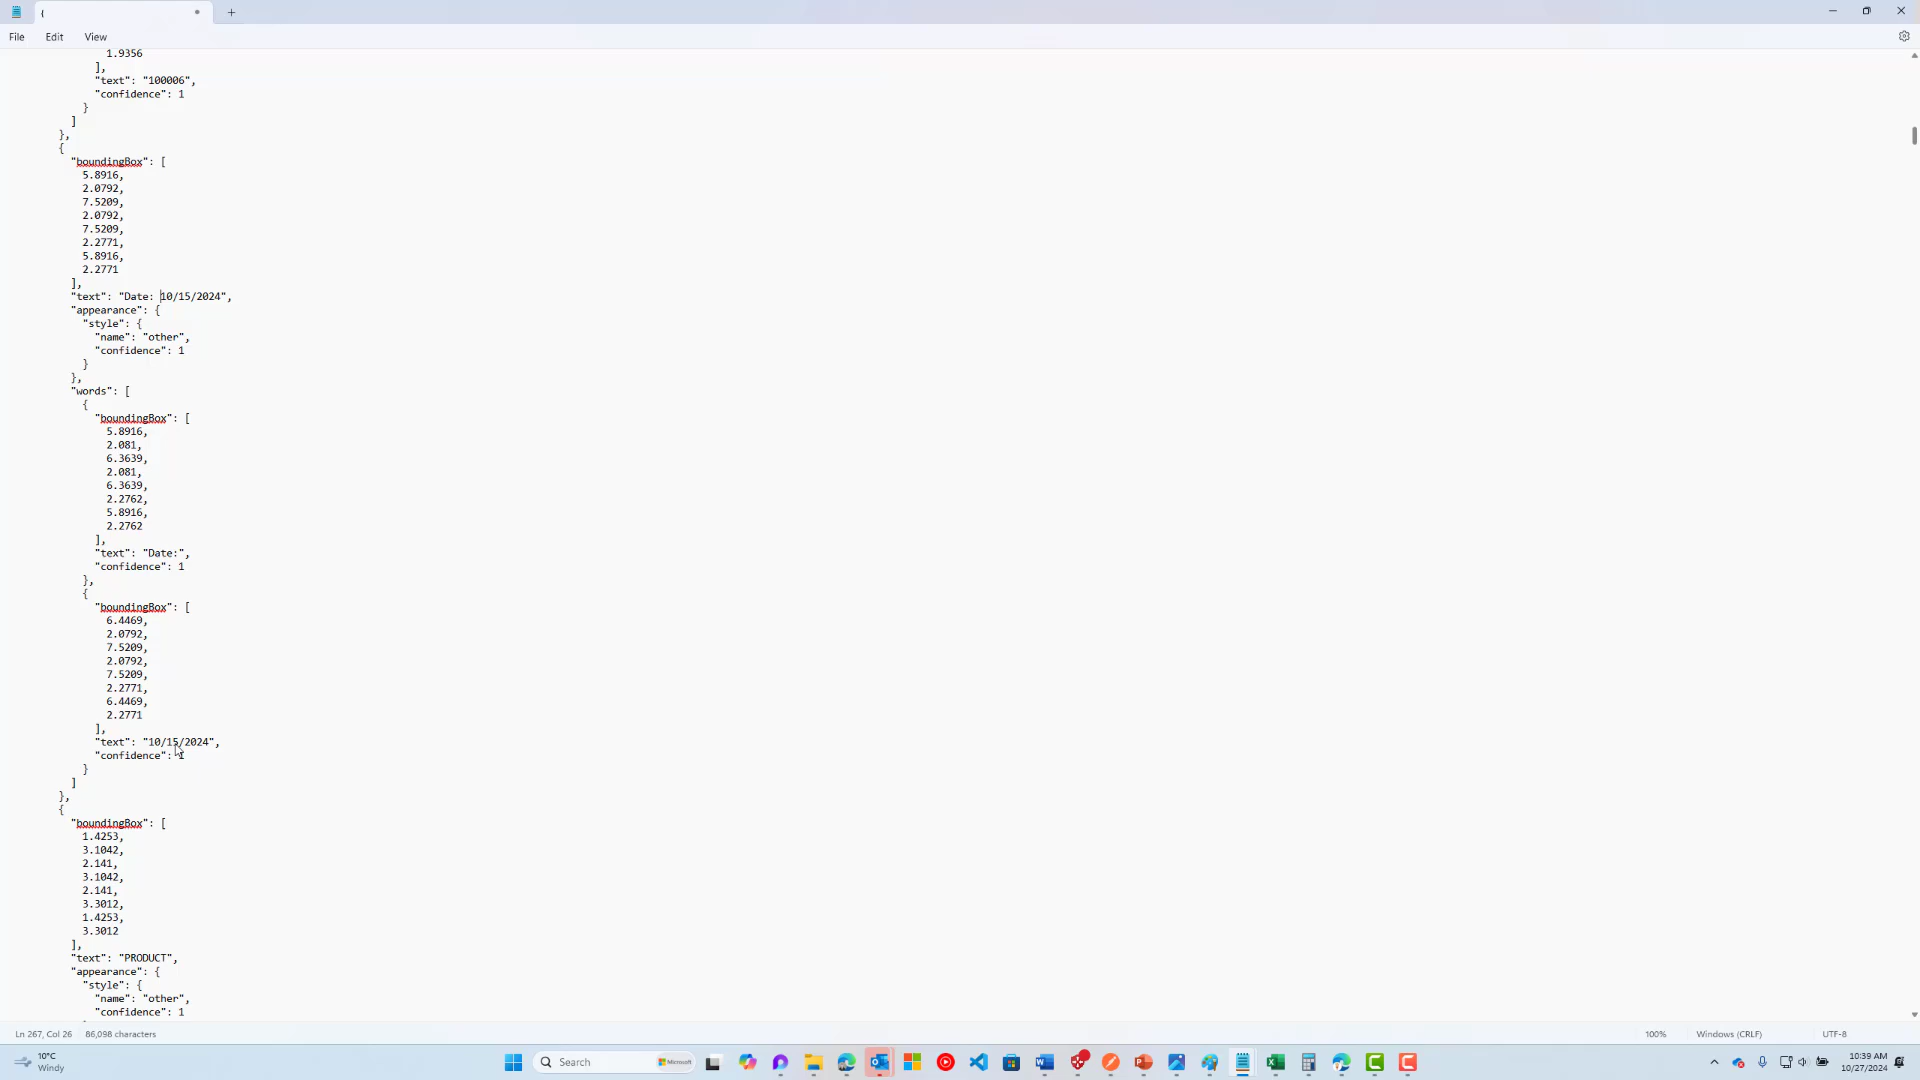 {
File
Edit
View
1.9356
],
"text": "100006",
"confidence": 1
}
]
},
{
"boundingBox": [
5.8916,
2.0792,
7.5209,
2.0792,
7.5209,
2.2771,
5.8916,
2.2771
],
"text": "Date: 10/15/2024",
"appearance": {
"style": {
"name": "other",
"confidence": 1
}
},
"words": [
{
"boundingBox": [
5.8916,
2.081,
6.3639,
2.081,
6.3639,
2.2762,
5.8916,
2.2762
],
"text": "Date:",
"confidence": 1
},
{
"boundingBox": [
6.4469,
2.0792,
7.5209,
2.0792,
7.5209,
2.2771,
6.4469,
2.2771
],
"text": "10/15/2024",
"confidence": 1
}
]
},
{
"boundingBox": [
1.4253,
3.1042,
2.141,
3.1042,
2.141,
3.3012,
1.4253,
3.3012
],
"text": "PRODUCT",
"appearance": {
"style": {
"name": "other",
"confidence": 1
Ln 267, Col 26
86,098 characters
100%
Windows (CRLF)
UTF-8
10°C
Windy
Search
Microsoft
10:39 AM
10/27/2024